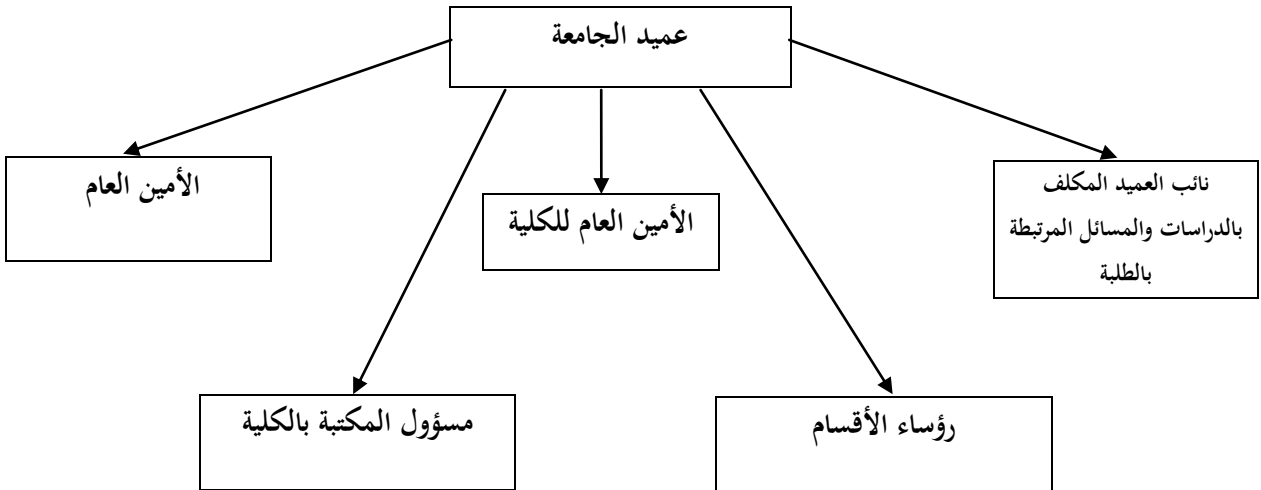 عميد الجامعة
نائب العميد المكلف
بالدراسات والمسائل المرتبطة
بالطلبة
الأمين العام للكلية
الأمين العام
رؤساء الأقسام
مسؤول المكتبة بالكلية